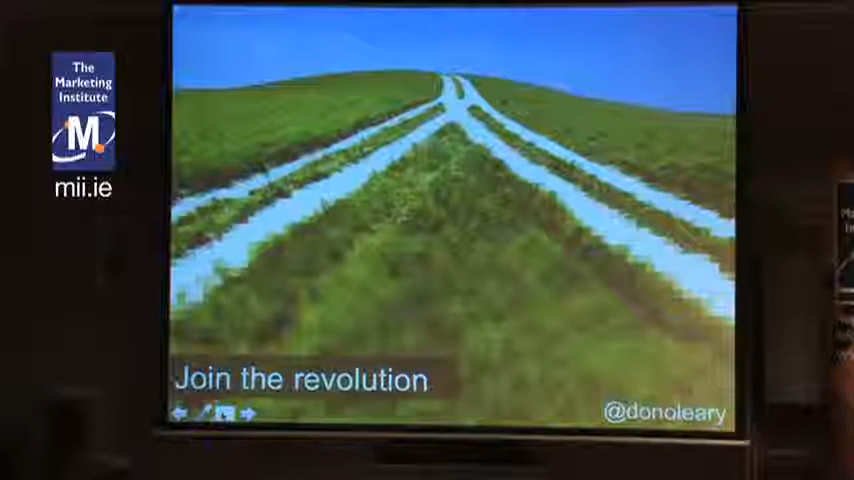 The
Marketing
Institute
M
mii.ie
Join the revolution
@donoleary